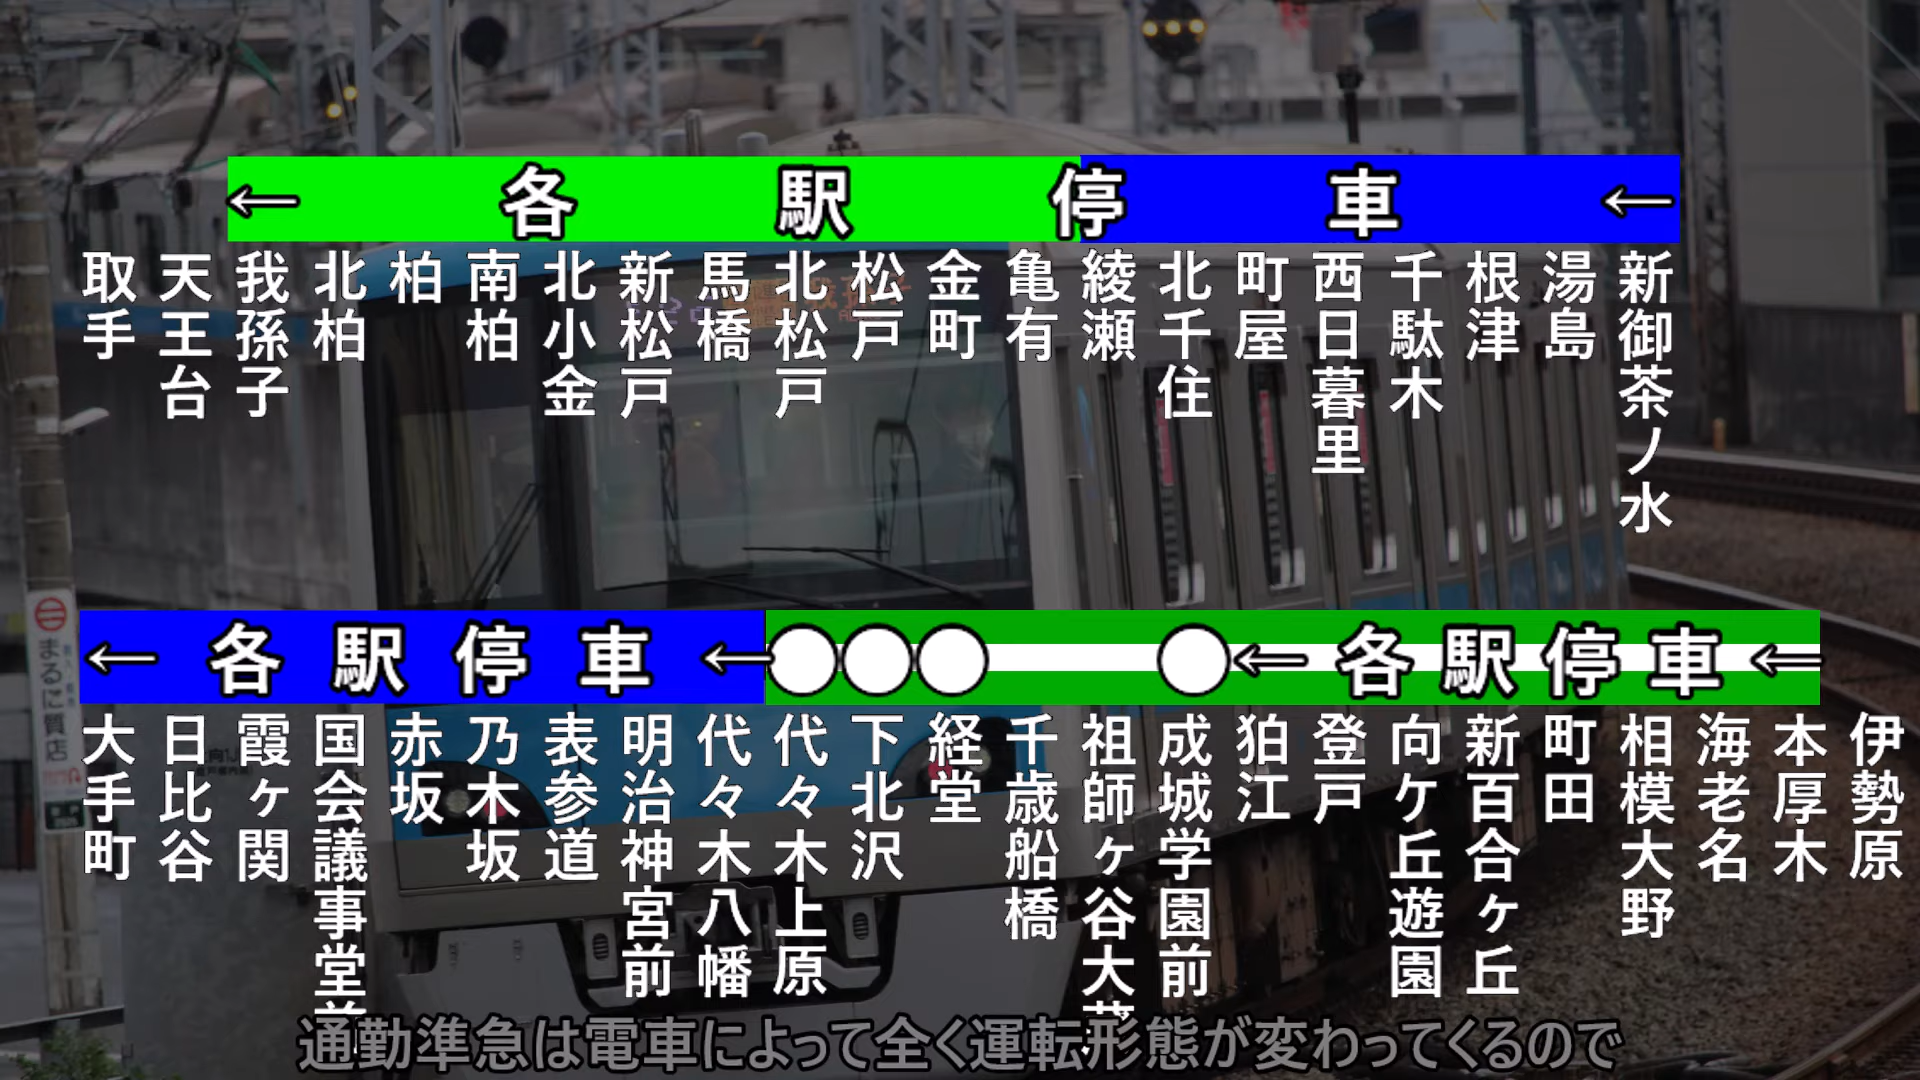 ← 各駅停車 ←
取手
天王台
我孫子
北柏
柏
南柏
北小金
新松戸
馬橋
北松戸
松戸
金町
亀有
綾瀬
北千住
町屋
西日暮里
千駄木
根津
湯島
新御茶ノ水
← 各駅停車 ←
← 各駅停車 ←
大手町
日比谷
霞ヶ関
国会議事堂前
赤坂
乃木坂
表参道
明治神宮前
代々木八幡
代々木上原
下北沢
経堂
千歳船橋
祖師ヶ谷大蔵
成城学園前
狛江
登戸
向ケ丘遊園
新百合ヶ丘
町田
相模大野
海老名
本厚木
伊勢原
まるに質店
通勤準急は電車によって全く運転形態が変わってくるので